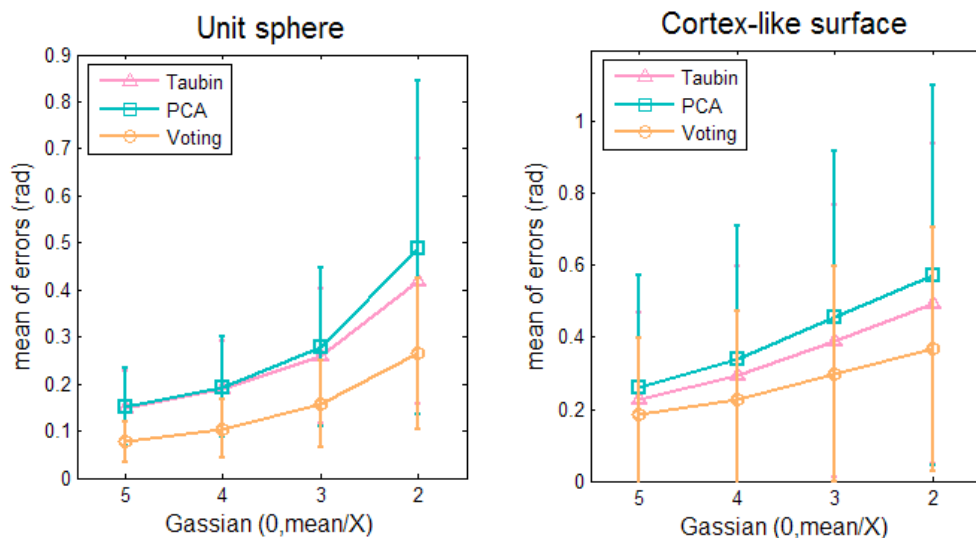 Unit sphere
0.9
0.8
0.7
0.6
0.5
0.4
0.3
0.2
0.1
0
mean of errors (rad)
Taubin
PCA
Voting
5 4 3 2
Gassian (0,mean/X)
Cortex-like surface
1
0.8
0.6
0.4
0.2
0
mean of errors (rad)
Taubin
PCA
Voting
5 4 3 2
Gassian (0,mean/X)